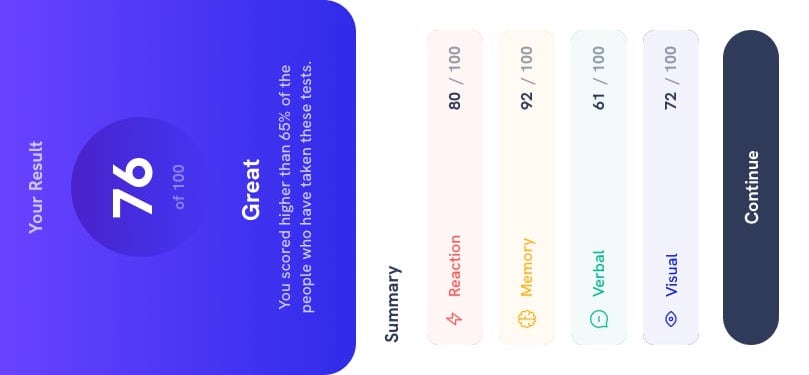 Your Result
76
of 100
Great
You scored higher than 65% of the
people who have taken these tests.
Summary
Reaction 80 / 100
Memory 92 / 100
Verbal 61 / 100
Visual 72 / 100
Continue